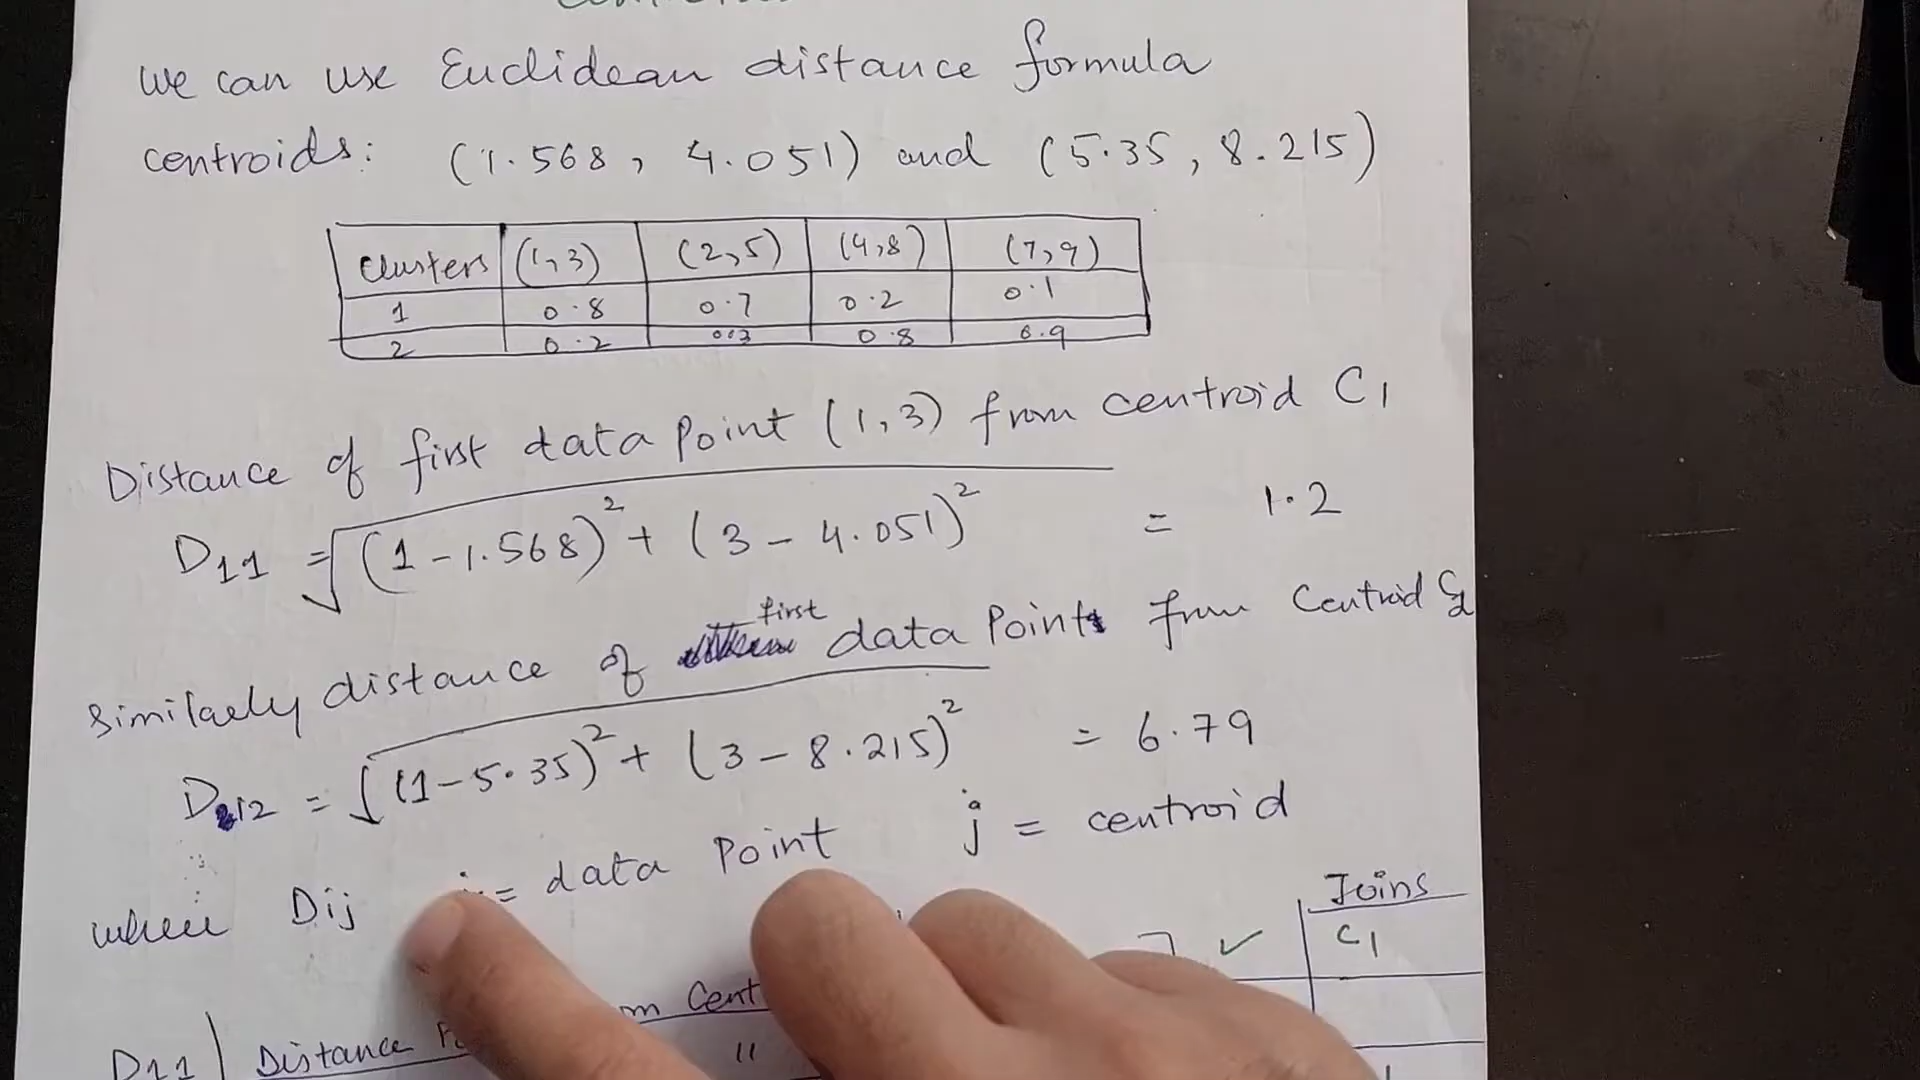 we can use Euclidean distance formula
centroids: (1.568, 4.051) and (5.35, 8.215)
clusters (1,3) (2,5) (4,8) (7,9)
1 0.8 0.7 0.2 0.1
2 0.2 0.3 0.8 0.9
Distance of first data Point (1,3) from centroid C1
D11 = √(1-1.568)² + (3-4.051)² = 1.2
first
Similarly distance of data Point from Centroid C2
D12 = √(1-5.35)² + (3-8.215)² = 6.79
where Dij i = data Point j = centroid
Joins
C1
Cent
D11 Distance "